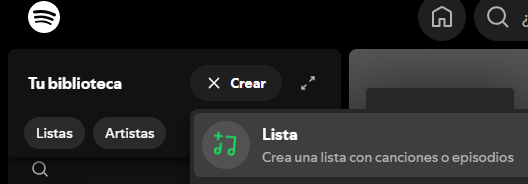 Tu biblioteca
Crear
Listas
Artistas
Lista
Crea una lista con canciones o episodios